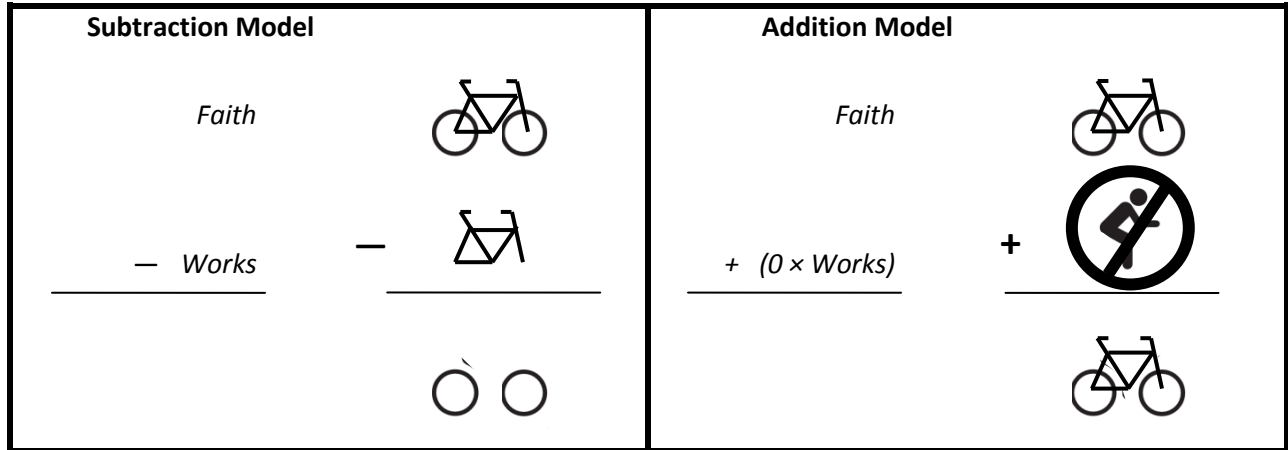 Subtraction Model
Faith
— Works
—
Addition Model
Faith
+ (0 × Works)
+